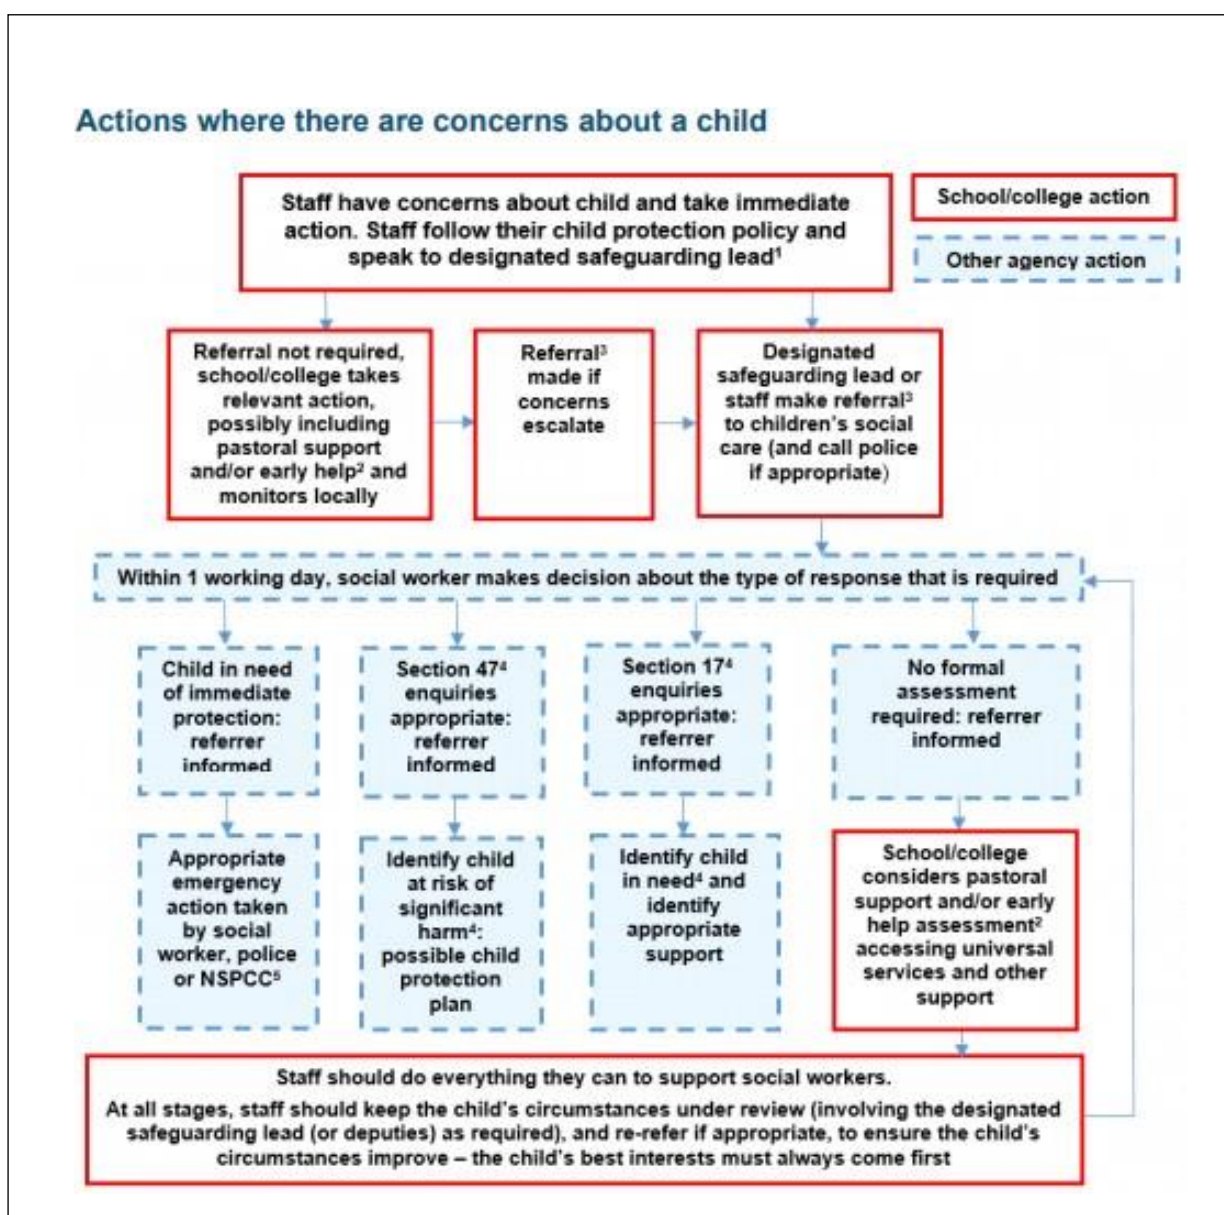 Actions where there are concerns about a child
Staff have concerns about child and take immediate
action. Staff follow their child protection policy and
speak to designated safeguarding lead¹
School/college action
Other agency action
Referral not required,
school/college takes
relevant action,
possibly including
pastoral support
and/or early help² and
monitors locally
Referral³
made if
concerns
escalate
Designated
safeguarding lead or
staff make referral³
to children's social
care (and call police
if appropriate)
Within 1 working day, social worker makes decision about the type of response that is required
Child in need
of immediate
protection:
referrer
informed
Section 47⁴
enquiries
appropriate:
referrer
informed
Section 17⁴
enquiries
appropriate:
referrer
informed
No formal
assessment
required: referrer
informed
Appropriate
emergency
action taken
by social
worker, police
or NSPCC⁵
Identify child
at risk of
significant
harm⁴:
possible child
protection
plan
Identify child
in need⁴ and
identify
appropriate
support
School/college
considers pastoral
support and/or early
help assessment²
accessing universal
services and other
support
Staff should do everything they can to support social workers.
At all stages, staff should keep the child's circumstances under review (involving the designated
safeguarding lead (or deputies) as required), and re-refer if appropriate, to ensure the child's
circumstances improve – the child's best interests must always come first